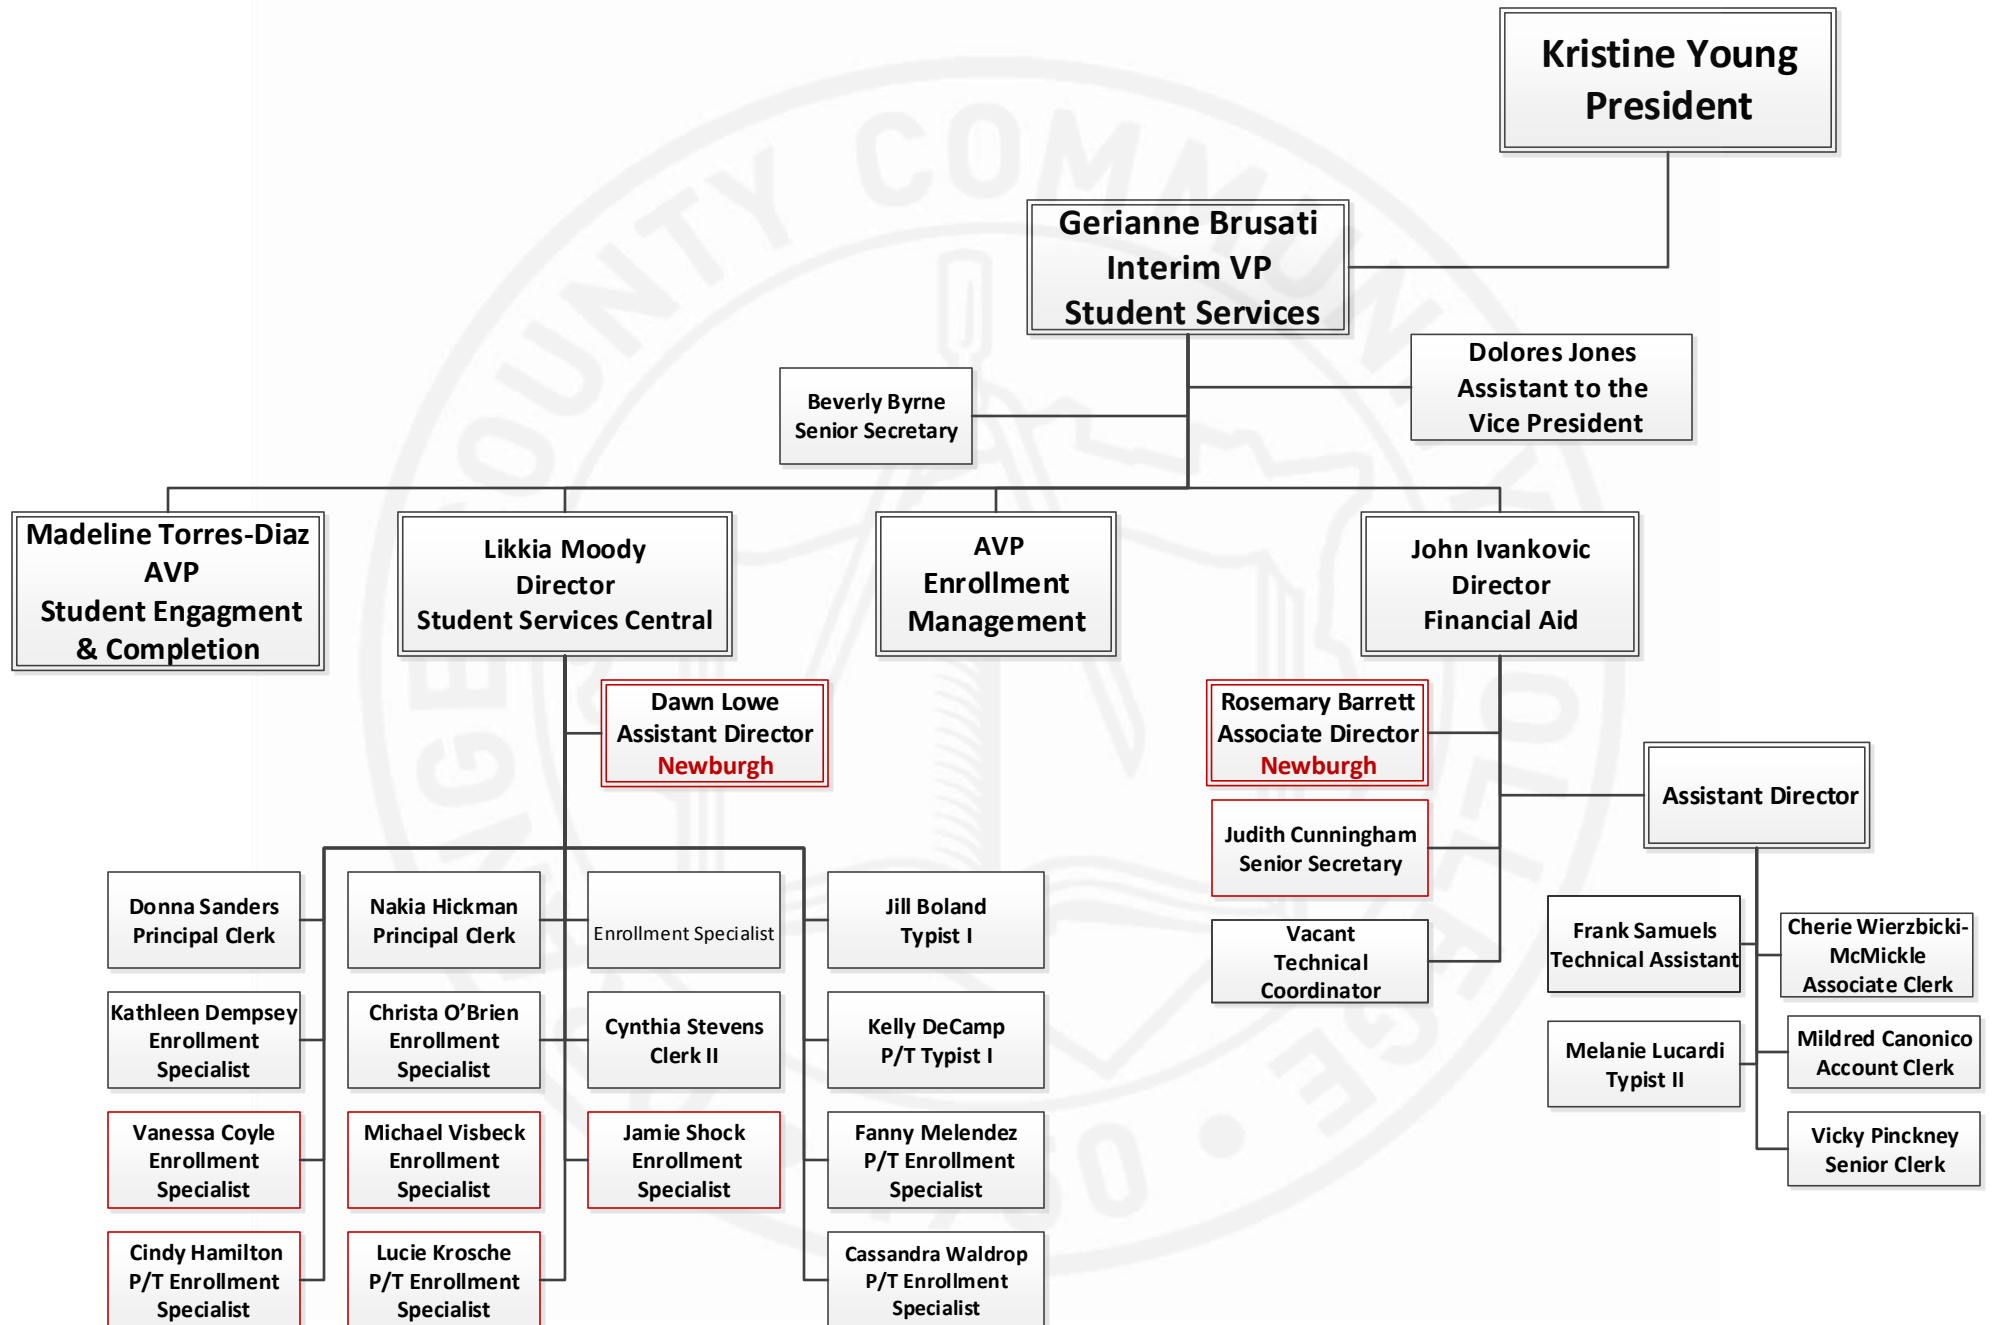 Kristine Young
President
Gerianne Brusati
Interim VP
Student Services
Dolores Jones
Assistant to the
Vice President
Beverly Byrne
Senior Secretary
Madeline Torres-Diaz
AVP
Student Engagment
& Completion
Likkia Moody
Director
Student Services Central
AVP
Enrollment
Management
John Ivankovic
Director
Financial Aid
Dawn Lowe
Assistant Director
Newburgh
Rosemary Barrett
Associate Director
Newburgh
Assistant Director
Judith Cunningham
Senior Secretary
Vacant
Technical
Coordinator
Donna Sanders
Principal Clerk
Nakia Hickman
Principal Clerk
Enrollment Specialist
Jill Boland
Typist I
Frank Samuels
Technical Assistant
Cherie Wierzbicki-
McMickle
Associate Clerk
Kathleen Dempsey
Enrollment
Specialist
Christa O’Brien
Enrollment
Specialist
Cynthia Stevens
Clerk II
Kelly DeCamp
P/T Typist I
Melanie Lucardi
Typist II
Mildred Canonico
Account Clerk
Vanessa Coyle
Enrollment
Specialist
Michael Visbeck
Enrollment
Specialist
Jamie Shock
Enrollment
Specialist
Fanny Melendez
P/T Enrollment
Specialist
Vicky Pinckney
Senior Clerk
Cindy Hamilton
P/T Enrollment
Specialist
Lucie Krosche
P/T Enrollment
Specialist
Cassandra Waldrop
P/T Enrollment
Specialist
COUNTY COMMUNITY COLLEGE